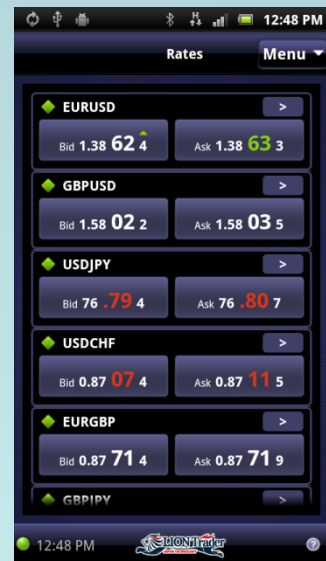 H 12:48 PM
Rates Menu
EURUSD >
Bid 1.38 62 4 Ask 1.38 63 3
GBPUSD >
Bid 1.58 02 2 Ask 1.58 03 5
USDJPY >
Bid 76 .79 4 Ask 76 .80 7
USDCHF >
Bid 0.87 07 4 Ask 0.87 11 5
EURGBP >
Bid 0.87 71 4 Ask 0.87 71 9
GBPJPY >
12:48 PM LIONTrader ?